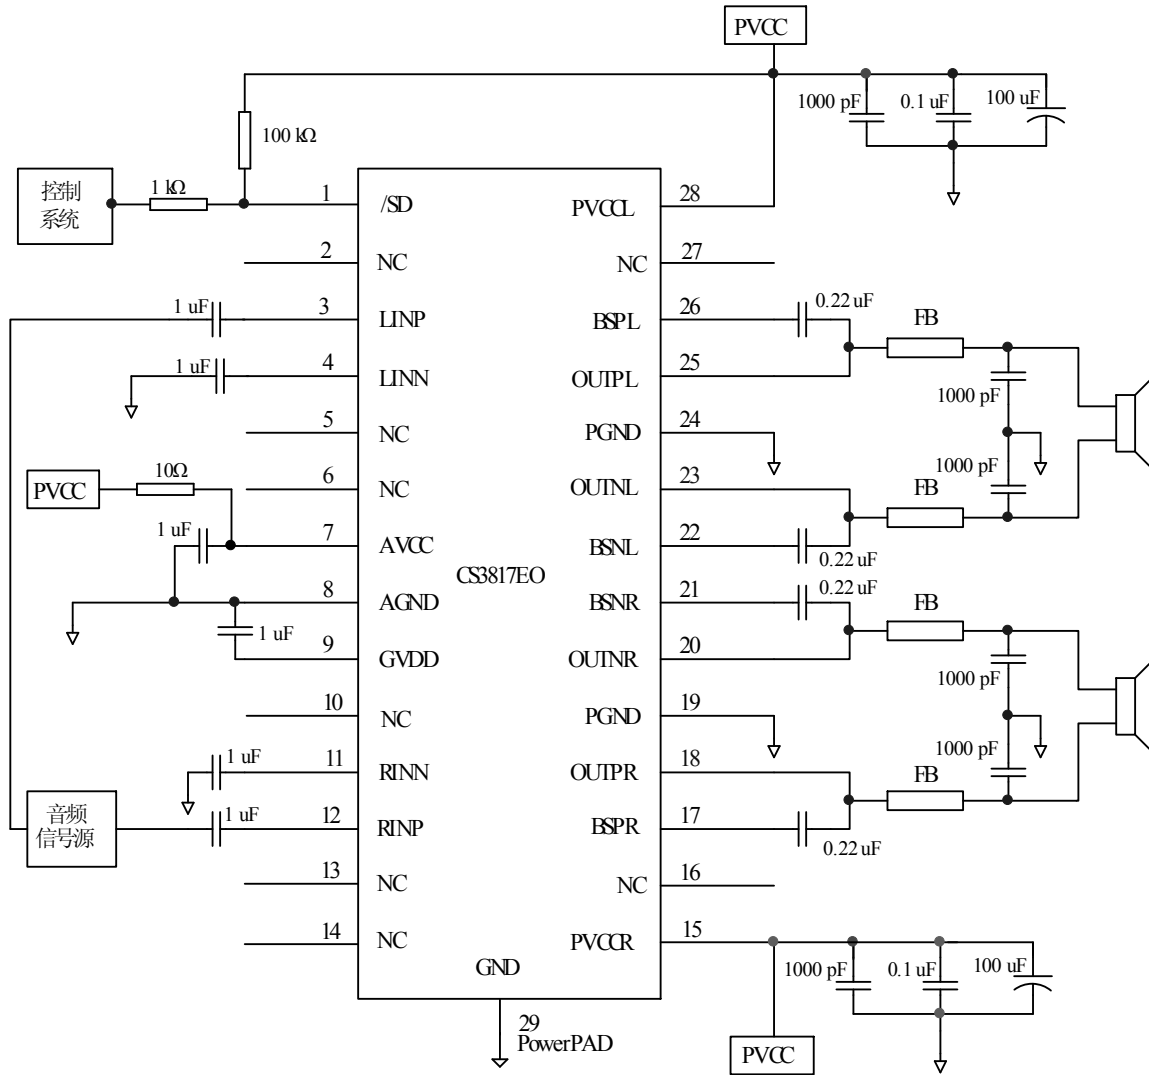 PVCC
1000 pF
0.1 uF
100 uF
100 kΩ
控制
系统
1 kΩ
1
/SD
PVCCL
28
2
NC
NC
27
1 uF
3
LINP
BSPL
26
0.22 uF
FB
1 uF
4
LINN
OUTPL
25
1000 pF
5
NC
PGND
24
PVCC
10Ω
6
NC
OUTNL
23
1000 pF
FB
1 uF
7
AVCC
BSNL
22
0.22 uF
CS3817EO
8
AGND
BSNR
21
0.22 uF
FB
1 uF
9
GVDD
OUTNR
20
1000 pF
10
NC
PGND
19
1 uF
11
RINN
OUTPR
18
1000 pF
FB
音频
信号源
1 uF
12
RINP
BSPR
17
0.22 uF
13
NC
NC
16
14
NC
PVCCR
15
GND
1000 pF
0.1 uF
100 uF
29
PowerPAD
PVCC